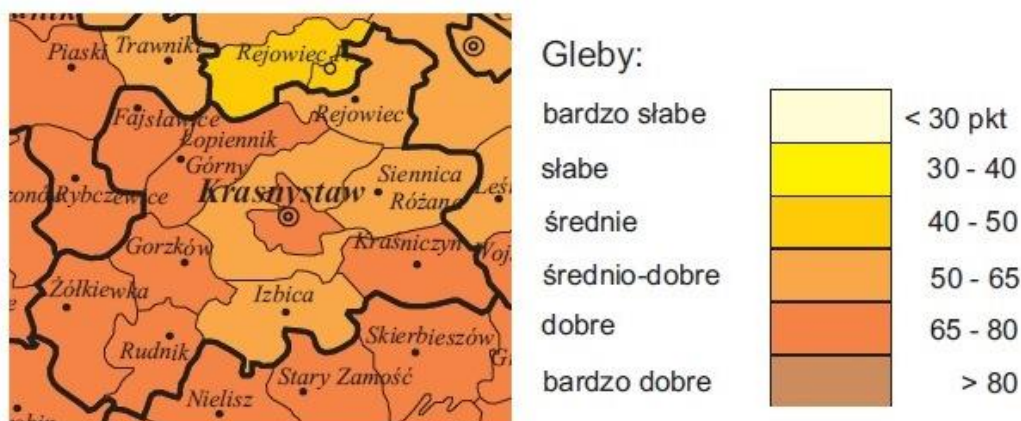 Piaski
Trawniki
Rejowiec
Fajsławice
Rejowiec
Łopiennik
Górny
Krasnystaw
Siennica
Różana
Rybczewice
Gorzków
Kraśniczyn
Żółkiewka
Izbica
Rudnik
Skierbieszów
Stary Zamość
Nielisz
Gleby:
bardzo słabe < 30 pkt
słabe 30 - 40
średnie 40 - 50
średnio-dobre 50 - 65
dobre 65 - 80
bardzo dobre > 80